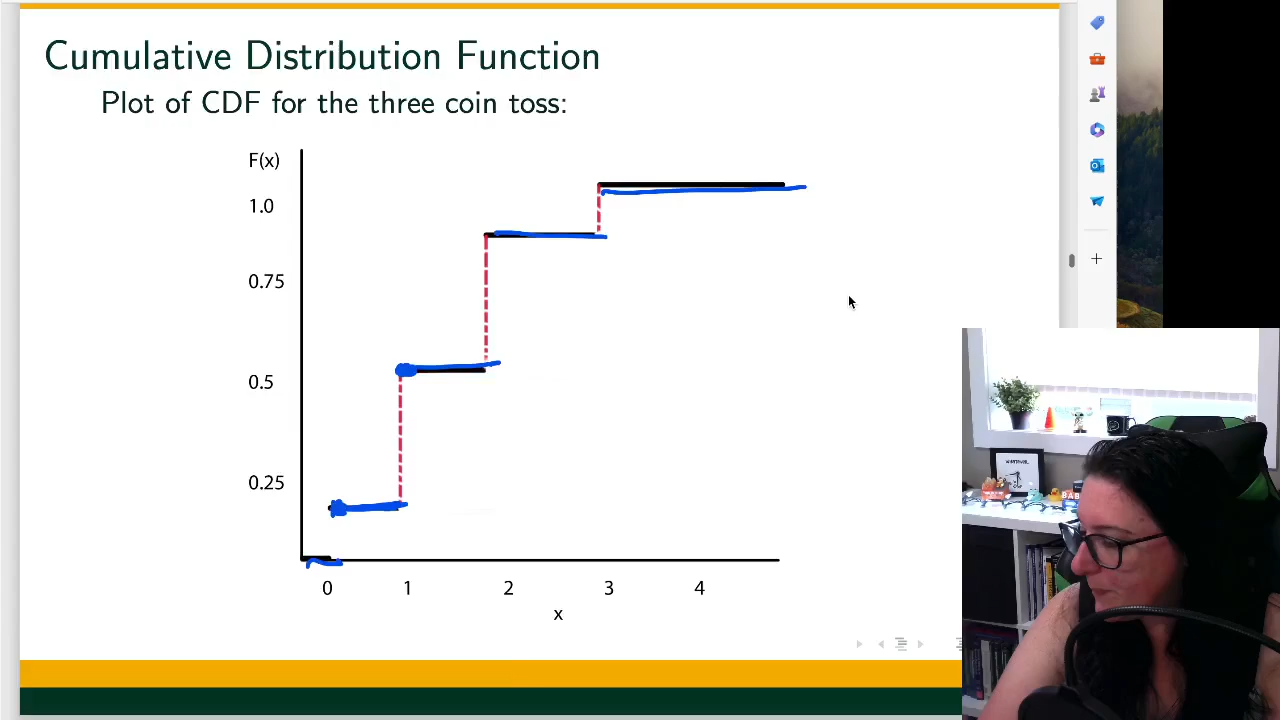 Cumulative Distribution Function
Plot of CDF for the three coin toss:
F(x)
1.0
0.75
0.5
0.25
0 1 2 3 4
x